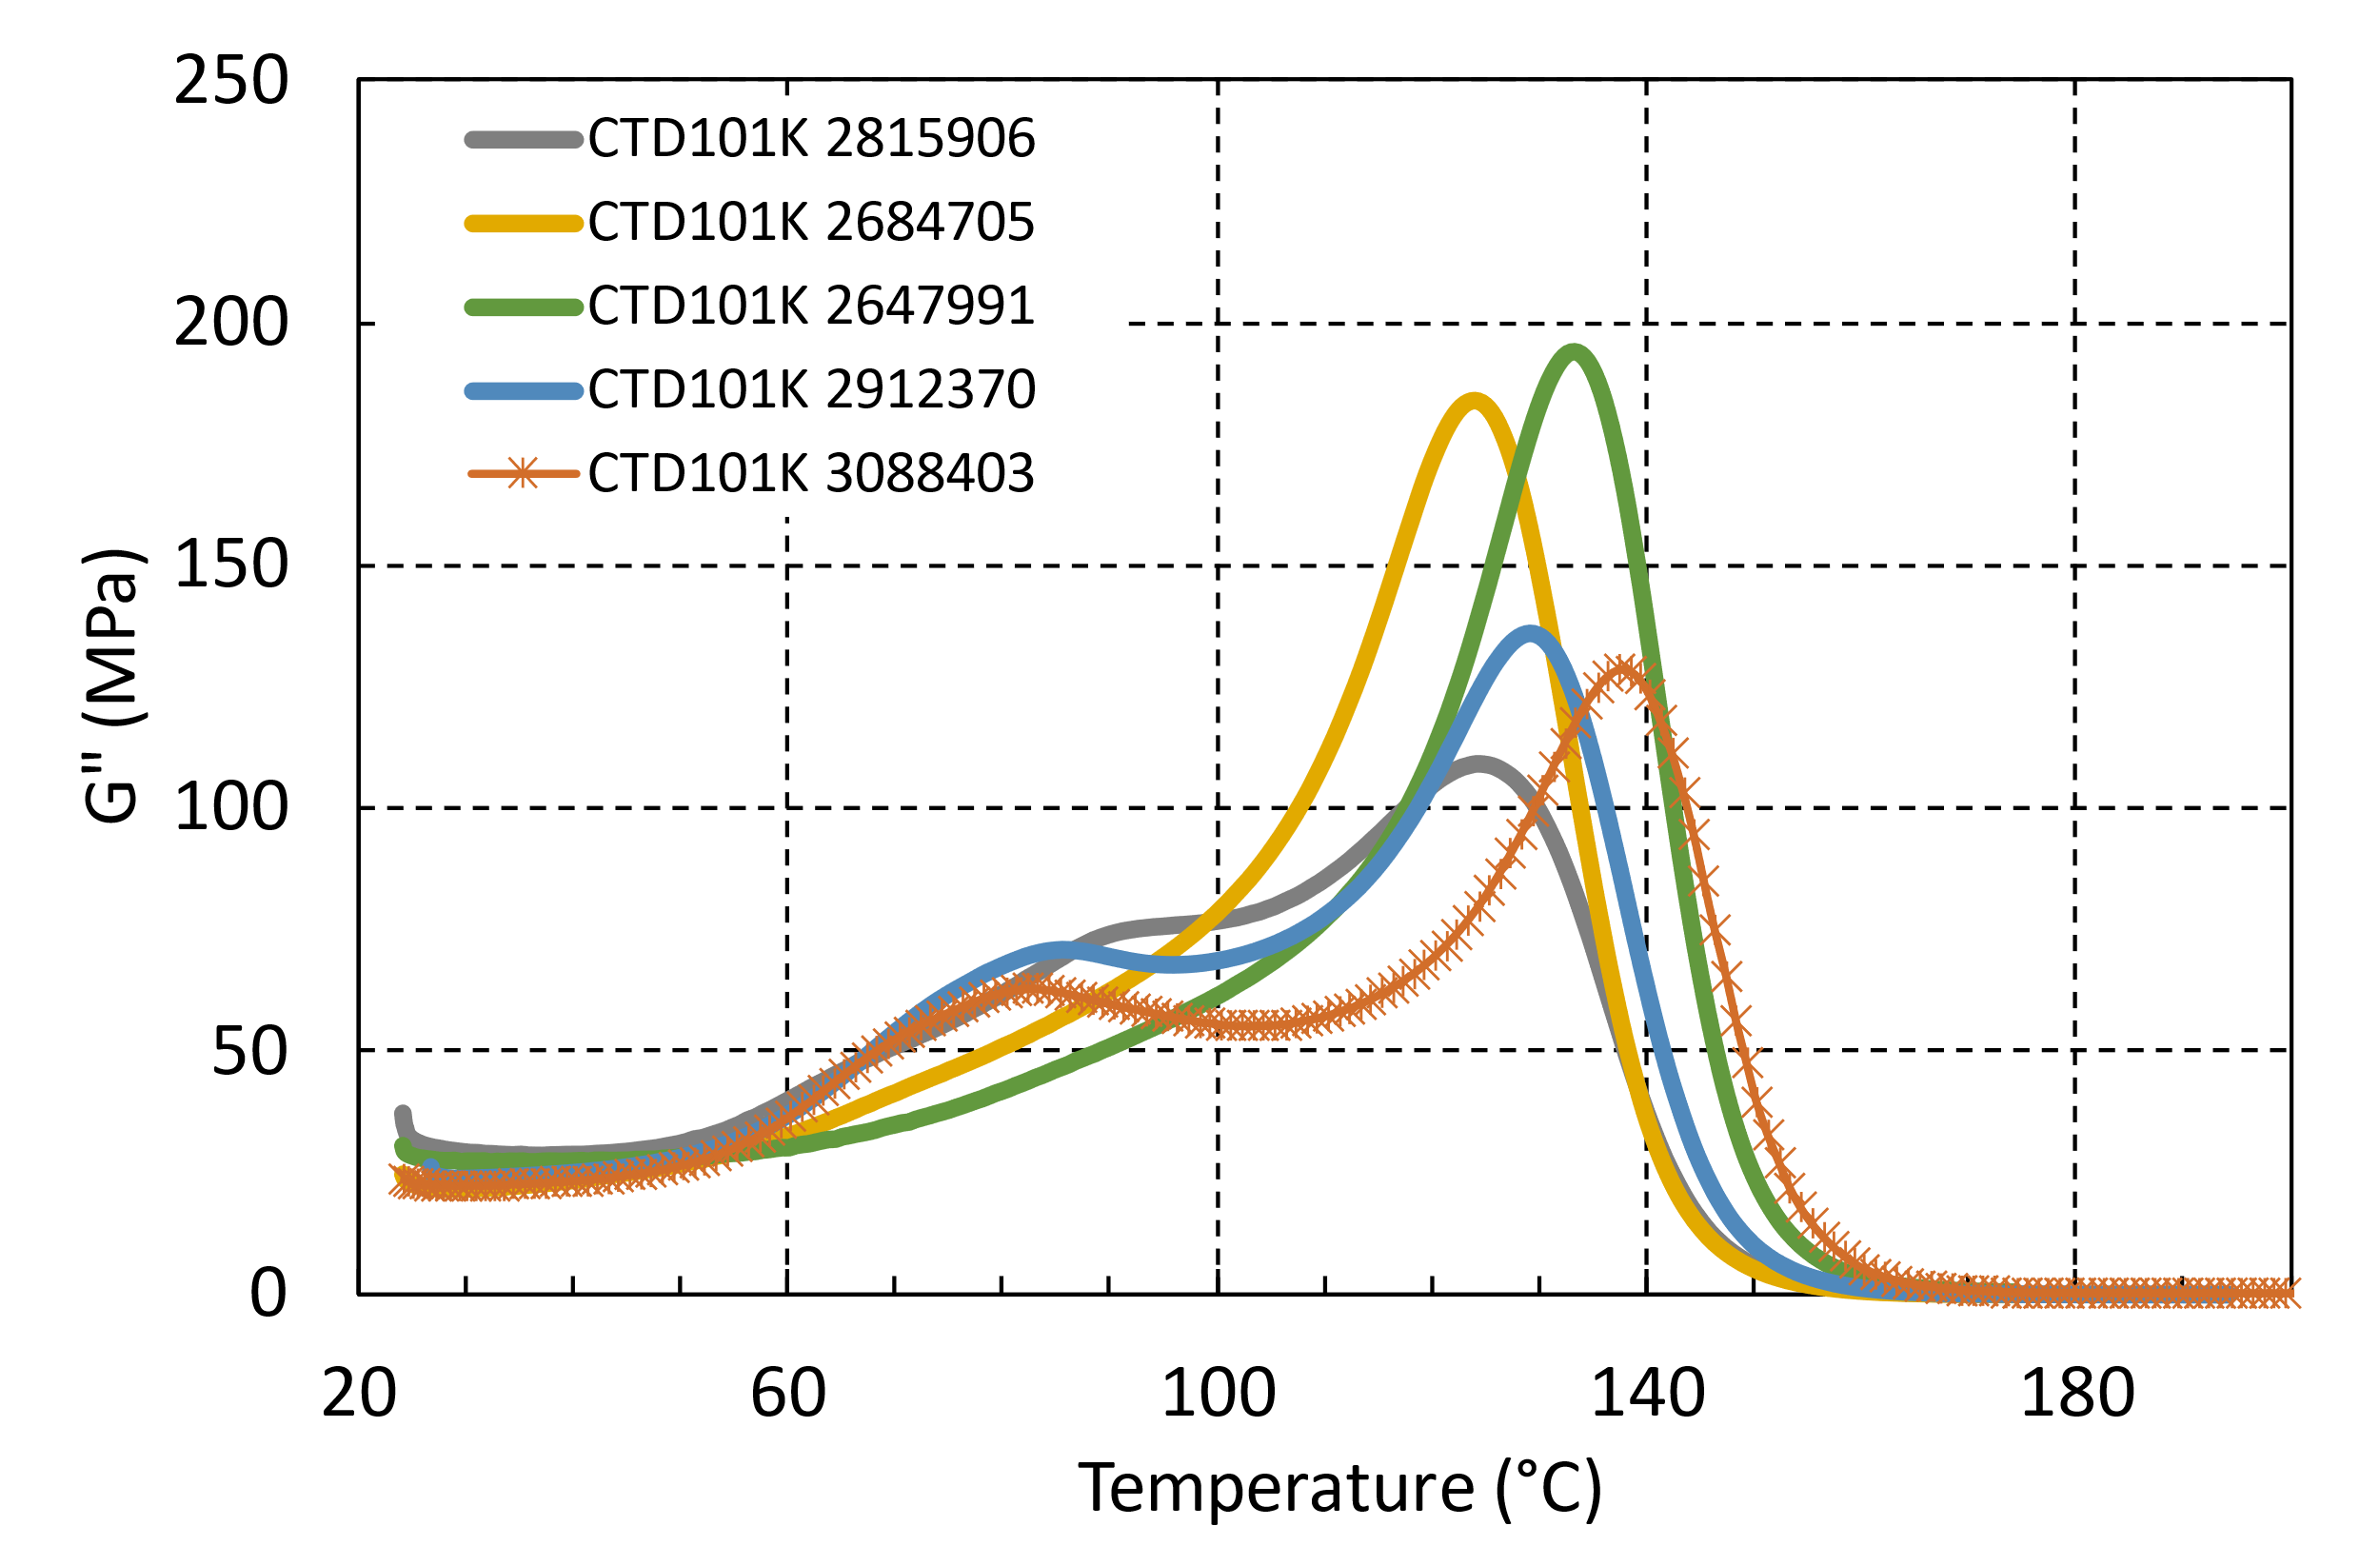 250
200
150
100
50
0
G" (MPa)
CTD101K 2815906
CTD101K 2684705
CTD101K 2647991
CTD101K 2912370
CTD101K 3088403
20 60 100 140 180
Temperature (°C)